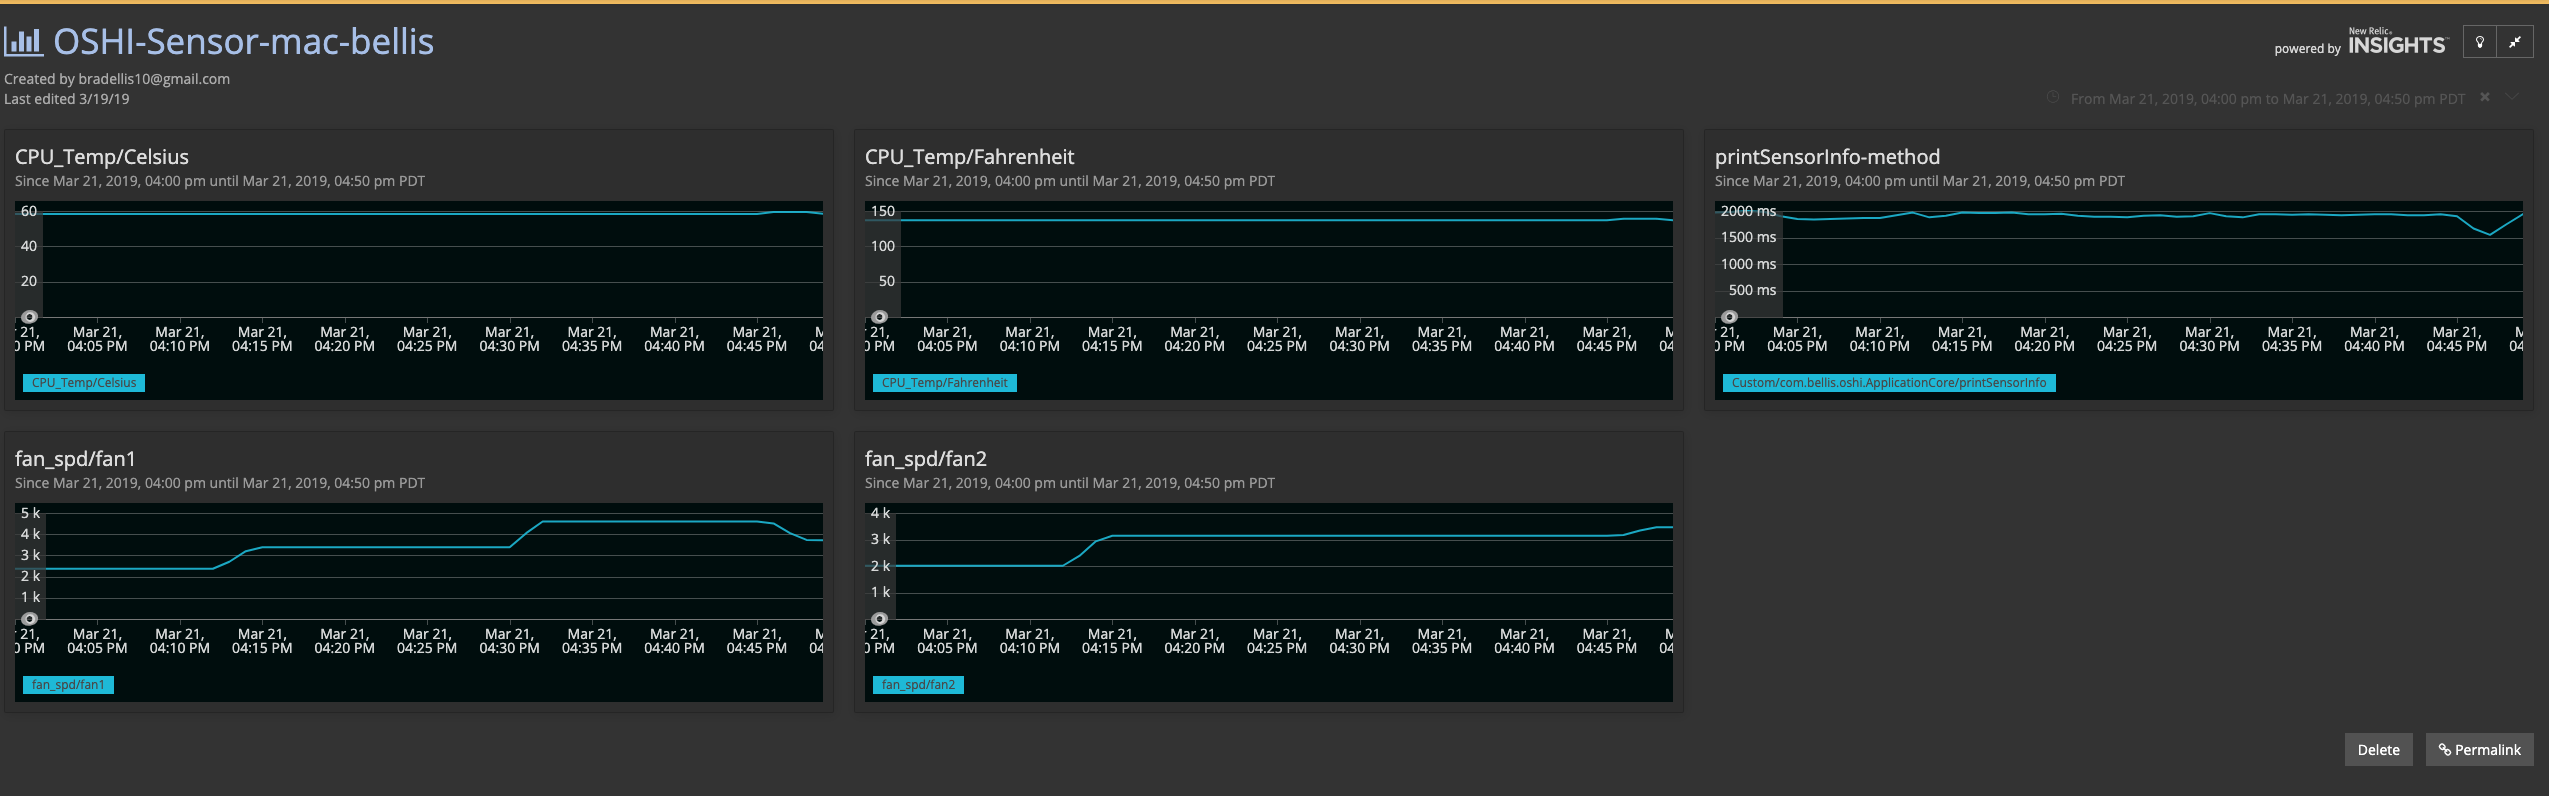 OSHI-Sensor-mac-bellis
Created by bradellis10@gmail.com
Last edited 3/19/19
powered by New Relic. INSIGHTS
From Mar 21, 2019, 04:00 pm to Mar 21, 2019, 04:50 pm PDT
CPU_Temp/Celsius
Since Mar 21, 2019, 04:00 pm until Mar 21, 2019, 04:50 pm PDT
60
40
20
21, Mar 21, Mar 21, Mar 21, Mar 21, Mar 21, Mar 21, Mar 21, Mar 21, Mar 21, M
0 PM 04:05 PM 04:10 PM 04:15 PM 04:20 PM 04:25 PM 04:30 PM 04:35 PM 04:40 PM 04:45 PM 04
CPU_Temp/Celsius
CPU_Temp/Fahrenheit
Since Mar 21, 2019, 04:00 pm until Mar 21, 2019, 04:50 pm PDT
150
100
50
21, Mar 21, Mar 21, Mar 21, Mar 21, Mar 21, Mar 21, Mar 21, Mar 21, Mar 21, M
0 PM 04:05 PM 04:10 PM 04:15 PM 04:20 PM 04:25 PM 04:30 PM 04:35 PM 04:40 PM 04:45 PM 04
CPU_Temp/Fahrenheit
printSensorInfo-method
Since Mar 21, 2019, 04:00 pm until Mar 21, 2019, 04:50 pm PDT
2000 ms
1500 ms
1000 ms
500 ms
21, Mar 21, Mar 21, Mar 21, Mar 21, Mar 21, Mar 21, Mar 21, Mar 21, Mar 21, M
0 PM 04:05 PM 04:10 PM 04:15 PM 04:20 PM 04:25 PM 04:30 PM 04:35 PM 04:40 PM 04:45 PM 04
Custom/com.bellis.oshi.ApplicationCore/printSensorInfo
fan_spd/fan1
Since Mar 21, 2019, 04:00 pm until Mar 21, 2019, 04:50 pm PDT
5 k
4 k
3 k
2 k
1 k
21, Mar 21, Mar 21, Mar 21, Mar 21, Mar 21, Mar 21, Mar 21, Mar 21, Mar 21, M
0 PM 04:05 PM 04:10 PM 04:15 PM 04:20 PM 04:25 PM 04:30 PM 04:35 PM 04:40 PM 04:45 PM 04
fan_spd/fan1
fan_spd/fan2
Since Mar 21, 2019, 04:00 pm until Mar 21, 2019, 04:50 pm PDT
4 k
3 k
2 k
1 k
21, Mar 21, Mar 21, Mar 21, Mar 21, Mar 21, Mar 21, Mar 21, Mar 21, Mar 21, M
0 PM 04:05 PM 04:10 PM 04:15 PM 04:20 PM 04:25 PM 04:30 PM 04:35 PM 04:40 PM 04:45 PM 04
fan_spd/fan2
Delete
Permalink